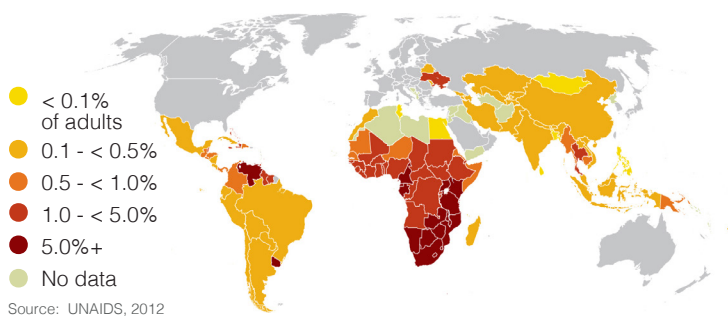 < 0.1%
of adults
0.1 - < 0.5%
0.5 - < 1.0%
1.0 - < 5.0%
5.0%+
No data
Source: UNAIDS, 2012